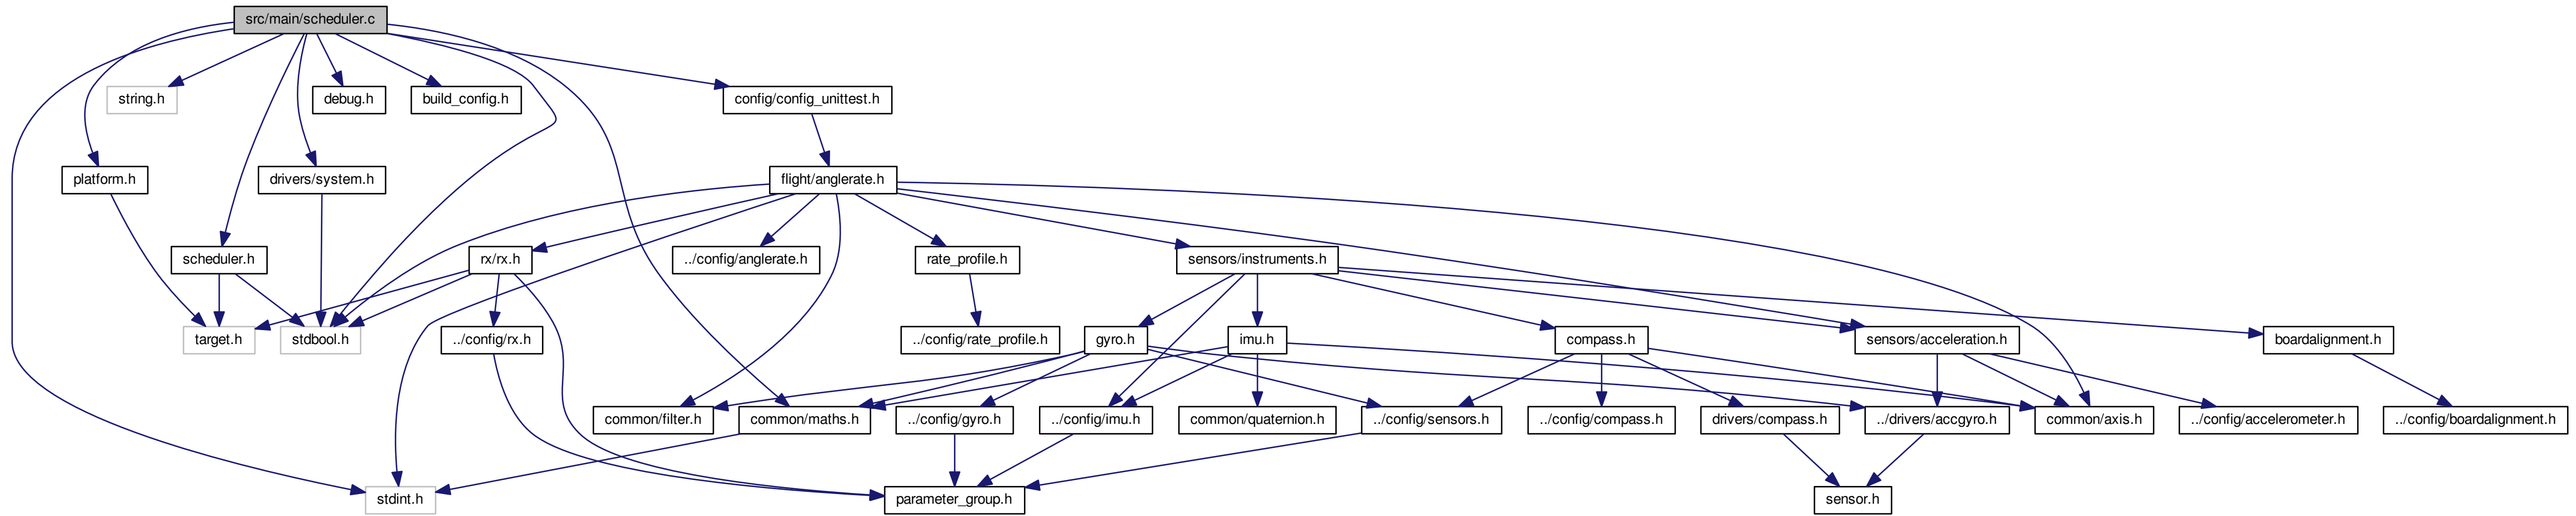 src/main/scheduler.c
string.h
debug.h
build_config.h
config/config_unittest.h
platform.h
drivers/system.h
flight/anglerate.h
scheduler.h
rx/rx.h
../config/anglerate.h
rate_profile.h
sensors/instruments.h
target.h
stdbool.h
../config/rx.h
../config/rate_profile.h
gyro.h
imu.h
compass.h
sensors/acceleration.h
boardalignment.h
common/filter.h
common/maths.h
../config/gyro.h
../config/imu.h
common/quaternion.h
../config/sensors.h
../config/compass.h
drivers/compass.h
../drivers/accgyro.h
common/axis.h
../config/accelerometer.h
../config/boardalignment.h
stdint.h
parameter_group.h
sensor.h